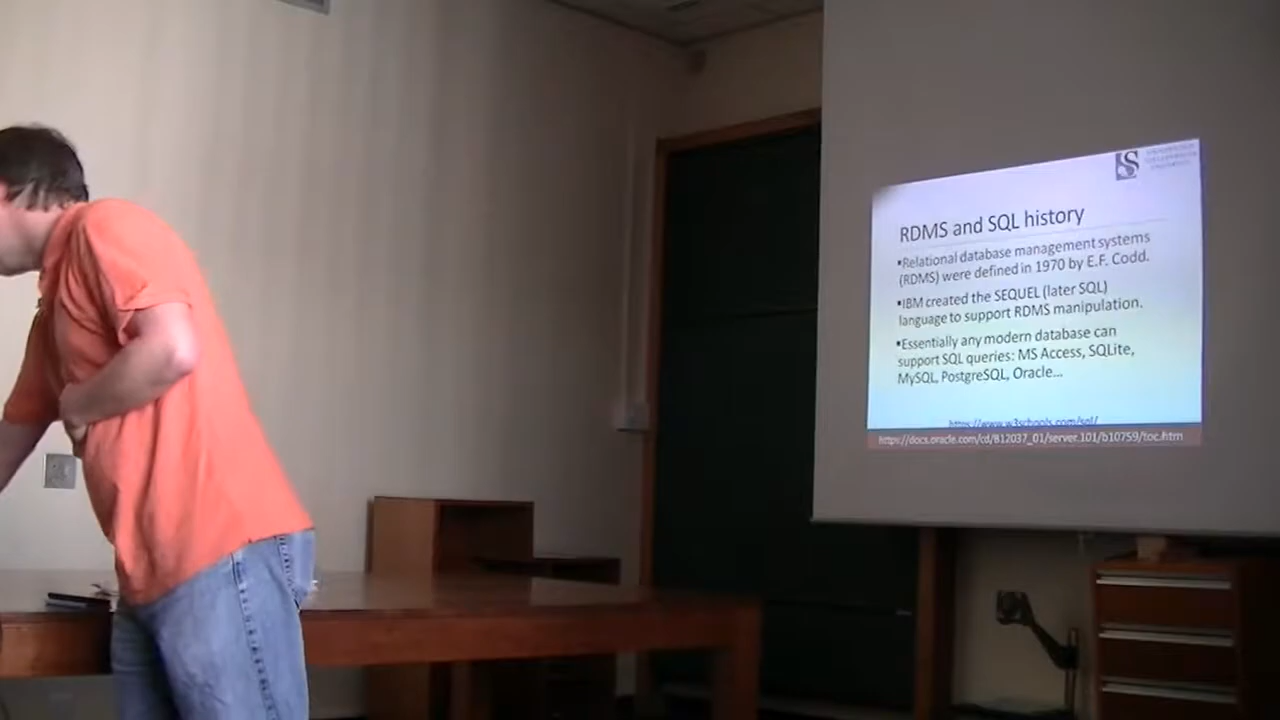 S
RDMS and SQL history
▪Relational database management systems
(RDMS) were defined in 1970 by E.F. Codd.
▪IBM created the SEQUEL (later SQL)
language to support RDMS manipulation.
▪Essentially any modern database can
support SQL queries: MS Access, SQLite,
MySQL, PostgreSQL, Oracle…
https://www.w3schools.com/sql/
https://docs.oracle.com/cd/B12037_01/server.101/b10759/toc.htm